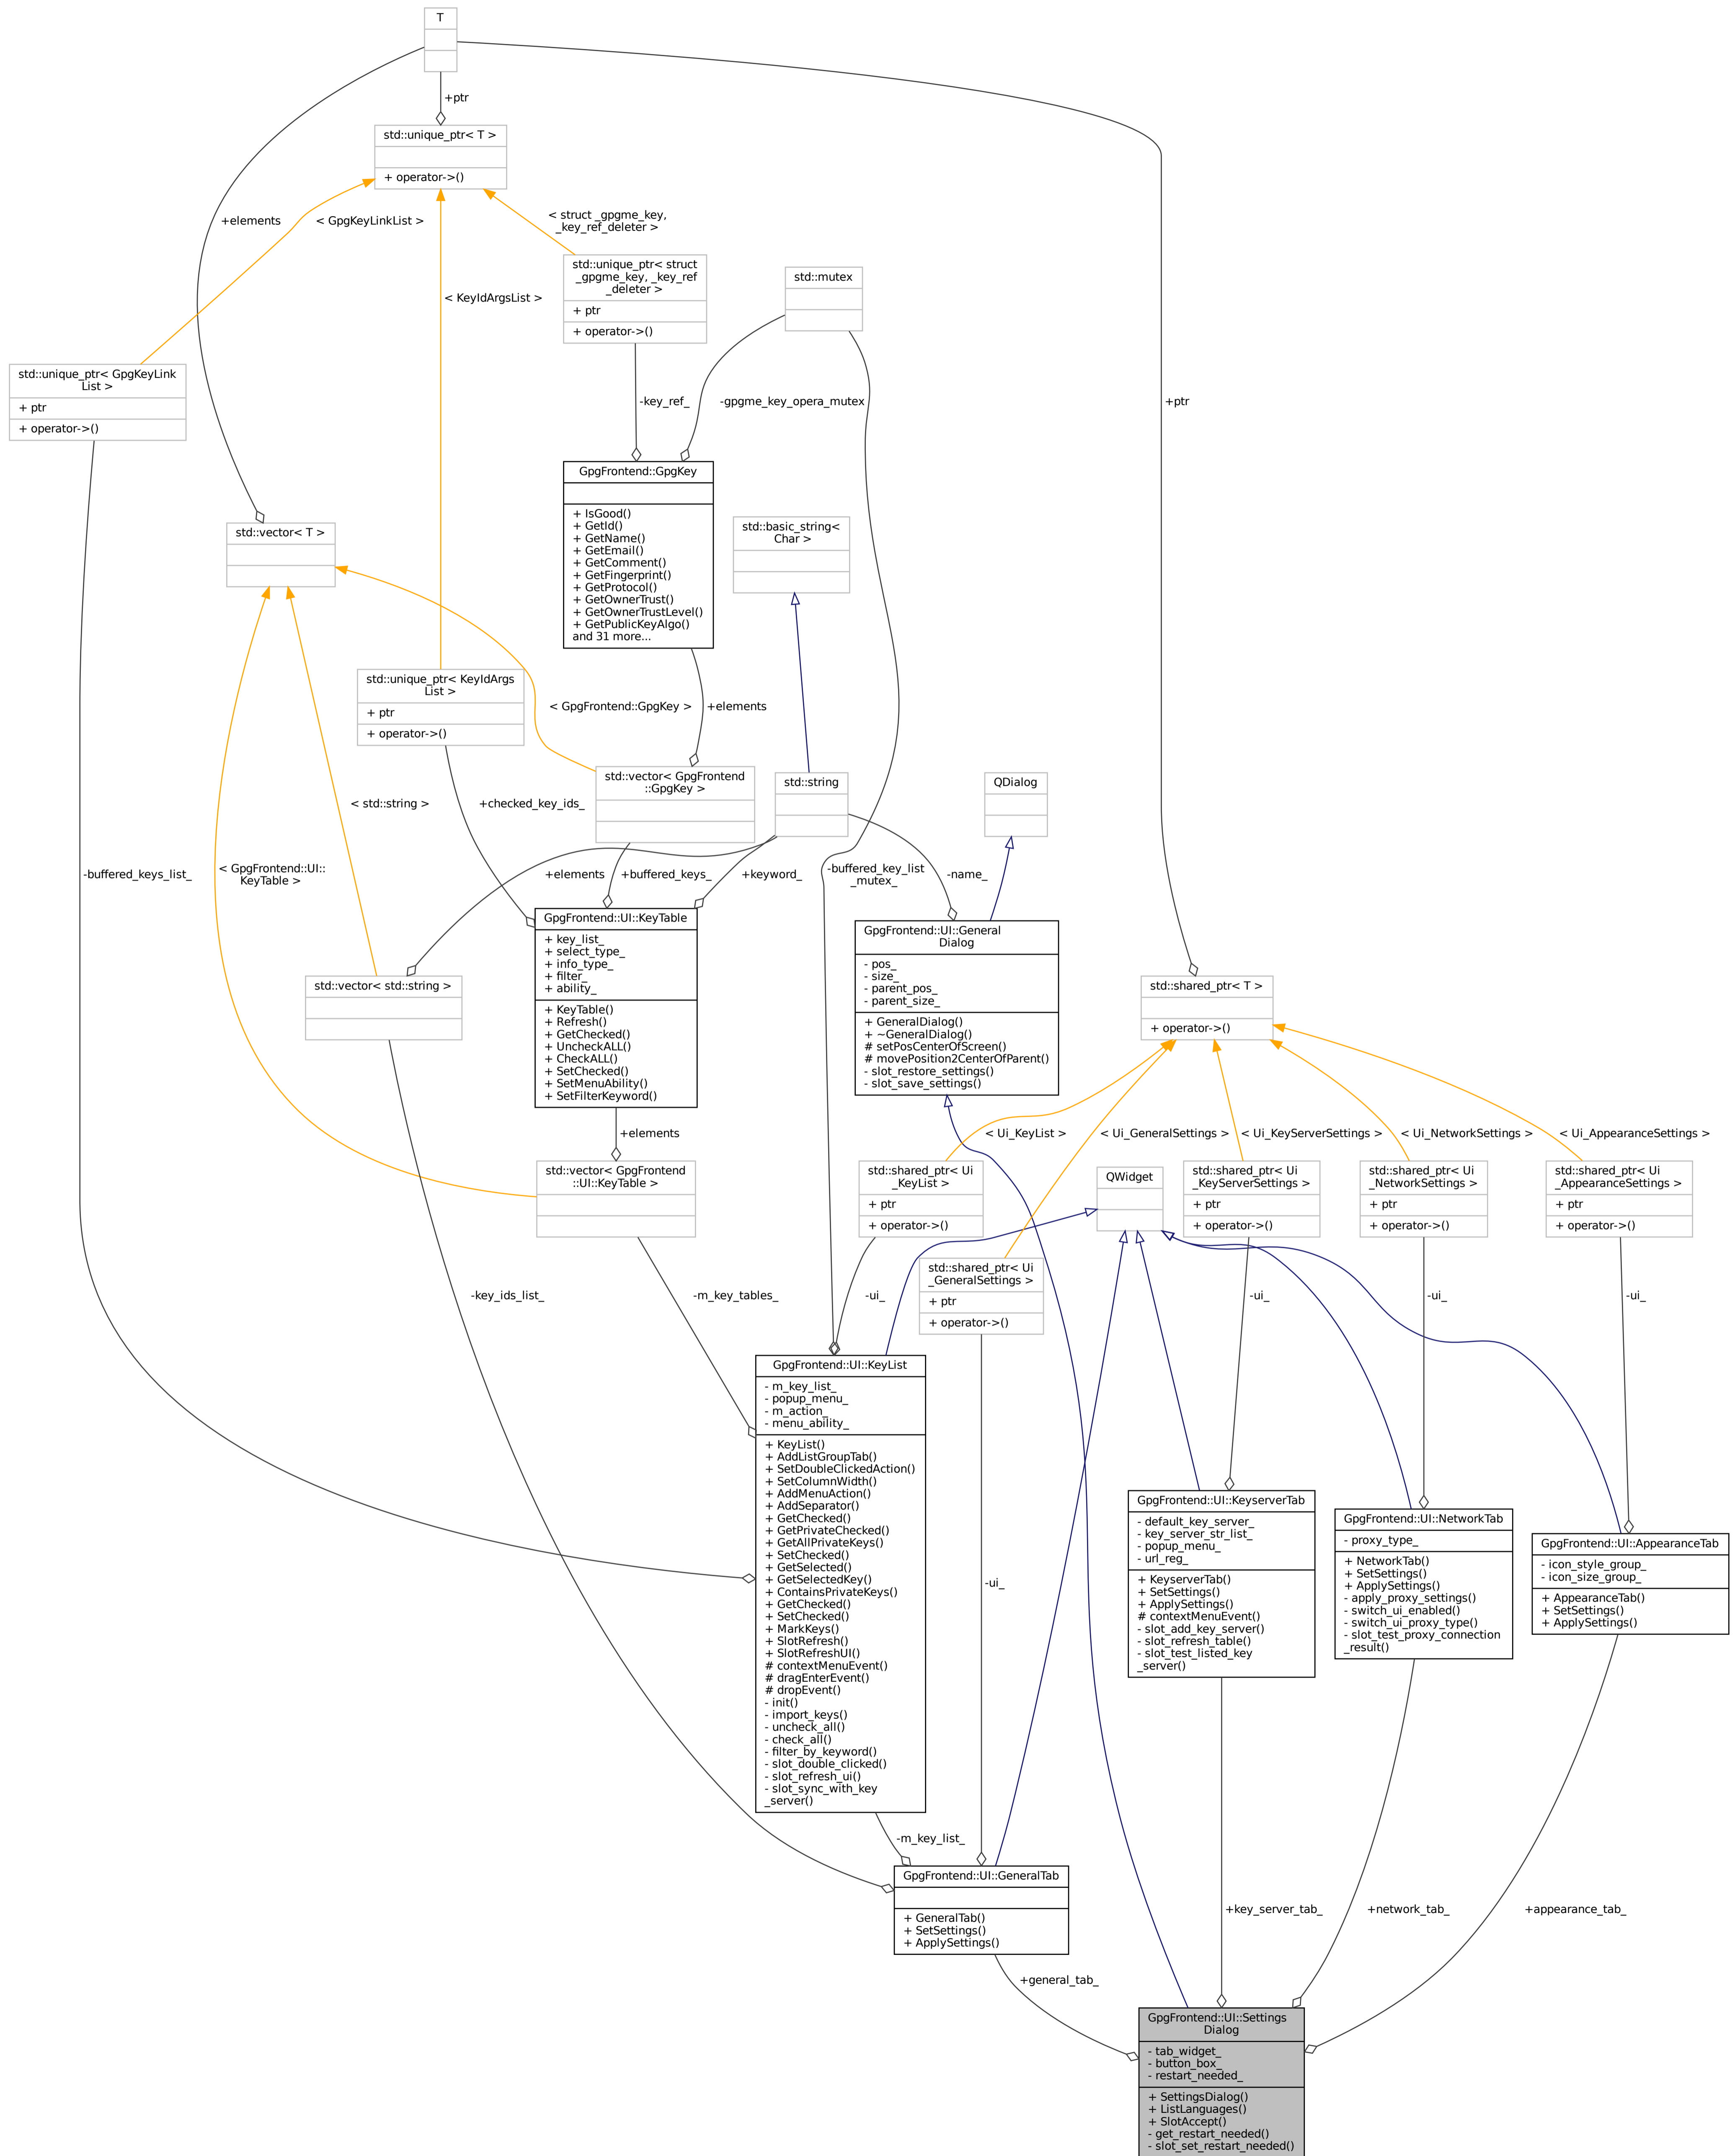 T
+ptr
std::unique_ptr< T >
+ operator->()
+elements
< GpgKeyLinkList >
< struct _gpgme_key,
_key_ref_deleter >
std::unique_ptr< struct
_gpgme_key, _key_ref
_deleter >
+ ptr
+ operator->()
std::mutex
< KeyIdArgsList >
std::unique_ptr< GpgKeyLink
List >
+ ptr
+ operator->()
-key_ref_
-gpgme_key_opera_mutex
+ptr
GpgFrontend::GpgKey
+ IsGood()
+ GetId()
+ GetName()
+ GetEmail()
+ GetComment()
+ GetFingerprint()
+ GetProtocol()
+ GetOwnerTrust()
+ GetOwnerTrustLevel()
+ GetPublicKeyAlgo()
and 31 more...
std::vector< T >
std::basic_string<
Char >
std::unique_ptr< KeyIdArgs
List >
+ ptr
+ operator->()
< GpgFrontend::GpgKey >
+elements
std::vector< GpgFrontend
::GpgKey >
std::string
QDialog
< std::string >
+checked_key_ids_
-buffered_keys_list_
< GpgFrontend::UI::
KeyTable >
+elements
+buffered_keys_
+keyword_
-buffered_key_list
_mutex_
-name_
GpgFrontend::UI::KeyTable
+ key_list_
+ select_type_
+ info_type_
+ filter_
+ ability_
+ KeyTable()
+ Refresh()
+ GetChecked()
+ UncheckALL()
+ CheckALL()
+ SetChecked()
+ SetMenuAbility()
+ SetFilterKeyword()
GpgFrontend::UI::General
Dialog
- pos_
- size_
- parent_pos_
- parent_size_
+ GeneralDialog()
+ ~GeneralDialog()
# setPosCenterOfScreen()
# movePosition2CenterOfParent()
- slot_restore_settings()
- slot_save_settings()
std::vector< std::string >
std::shared_ptr< T >
+ operator->()
+elements
< Ui_KeyList >
< Ui_GeneralSettings >
< Ui_KeyServerSettings >
< Ui_NetworkSettings >
< Ui_AppearanceSettings >
std::vector< GpgFrontend
::UI::KeyTable >
std::shared_ptr< Ui
_KeyList >
+ ptr
+ operator->()
QWidget
std::shared_ptr< Ui
_KeyServerSettings >
+ ptr
+ operator->()
std::shared_ptr< Ui
_NetworkSettings >
+ ptr
+ operator->()
std::shared_ptr< Ui
_AppearanceSettings >
+ ptr
+ operator->()
std::shared_ptr< Ui
_GeneralSettings >
+ ptr
+ operator->()
-key_ids_list_
-m_key_tables_
-ui_
-ui_
-ui_
-ui_
GpgFrontend::UI::KeyList
- m_key_list_
- popup_menu_
- m_action_
- menu_ability_
+ KeyList()
+ AddListGroupTab()
+ SetDoubleClickedAction()
+ SetColumnWidth()
+ AddMenuAction()
+ AddSeparator()
+ GetChecked()
+ GetPrivateChecked()
+ GetAllPrivateKeys()
+ SetChecked()
+ GetSelected()
+ GetSelectedKey()
+ ContainsPrivateKeys()
+ GetChecked()
+ SetChecked()
+ MarkKeys()
+ SlotRefresh()
+ SlotRefreshUI()
# contextMenuEvent()
# dragEnterEvent()
# dropEvent()
- init()
- import_keys()
- uncheck_all()
- check_all()
- filter_by_keyword()
- slot_double_clicked()
- slot_refresh_ui()
- slot_sync_with_key
_server()
-ui_
GpgFrontend::UI::KeyserverTab
- default_key_server_
- key_server_str_list_
- popup_menu_
- url_reg_
+ KeyserverTab()
+ SetSettings()
+ ApplySettings()
# contextMenuEvent()
- slot_add_key_server()
- slot_refresh_table()
- slot_test_listed_key
_server()
GpgFrontend::UI::NetworkTab
- proxy_type_
+ NetworkTab()
+ SetSettings()
+ ApplySettings()
- apply_proxy_settings()
- switch_ui_enabled()
- switch_ui_proxy_type()
- slot_test_proxy_connection
_result()
GpgFrontend::UI::AppearanceTab
- icon_style_group_
- icon_size_group_
+ AppearanceTab()
+ SetSettings()
+ ApplySettings()
-m_key_list_
GpgFrontend::UI::GeneralTab
+ GeneralTab()
+ SetSettings()
+ ApplySettings()
+key_server_tab_
+network_tab_
+appearance_tab_
+general_tab_
GpgFrontend::UI::Settings
Dialog
- tab_widget_
- button_box_
- restart_needed_
+ SettingsDialog()
+ ListLanguages()
+ SlotAccept()
- get_restart_needed()
- slot_set_restart_needed()